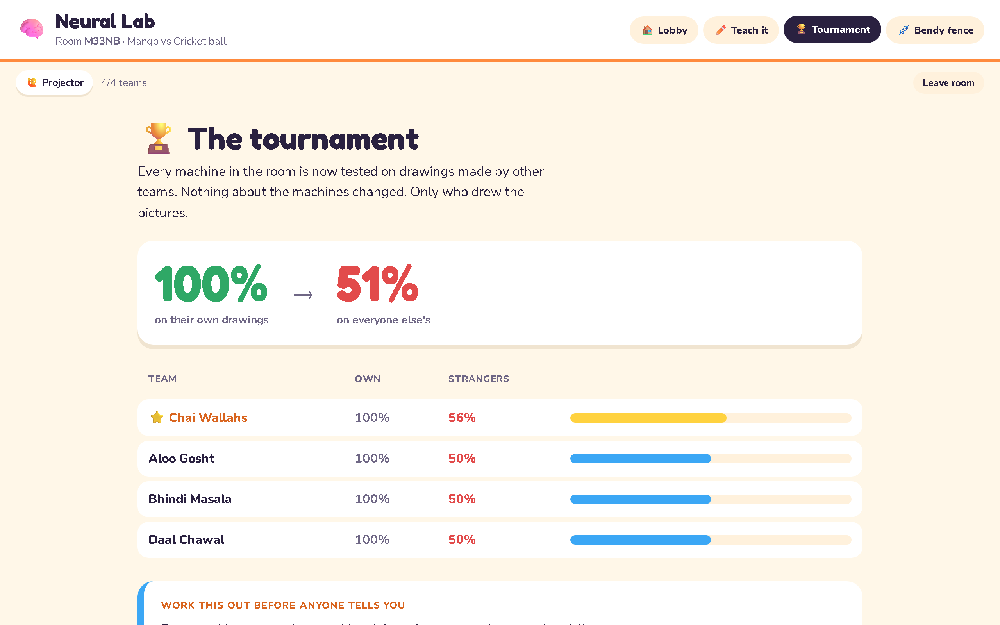 Neural Lab
Room M33NB · Mango vs Cricket ball
Lobby
Teach it
Tournament
Bendy fence
Projector
4/4 teams
Leave room
The tournament
Every machine in the room is now tested on drawings made by other
teams. Nothing about the machines changed. Only who drew the
pictures.
100% → 51%
on their own drawings
on everyone else's
TEAM OWN STRANGERS
Chai Wallahs 100% 56%
Aloo Gosht 100% 50%
Bhindi Masala 100% 50%
Daal Chawal 100% 50%
WORK THIS OUT BEFORE ANYONE TELLS YOU